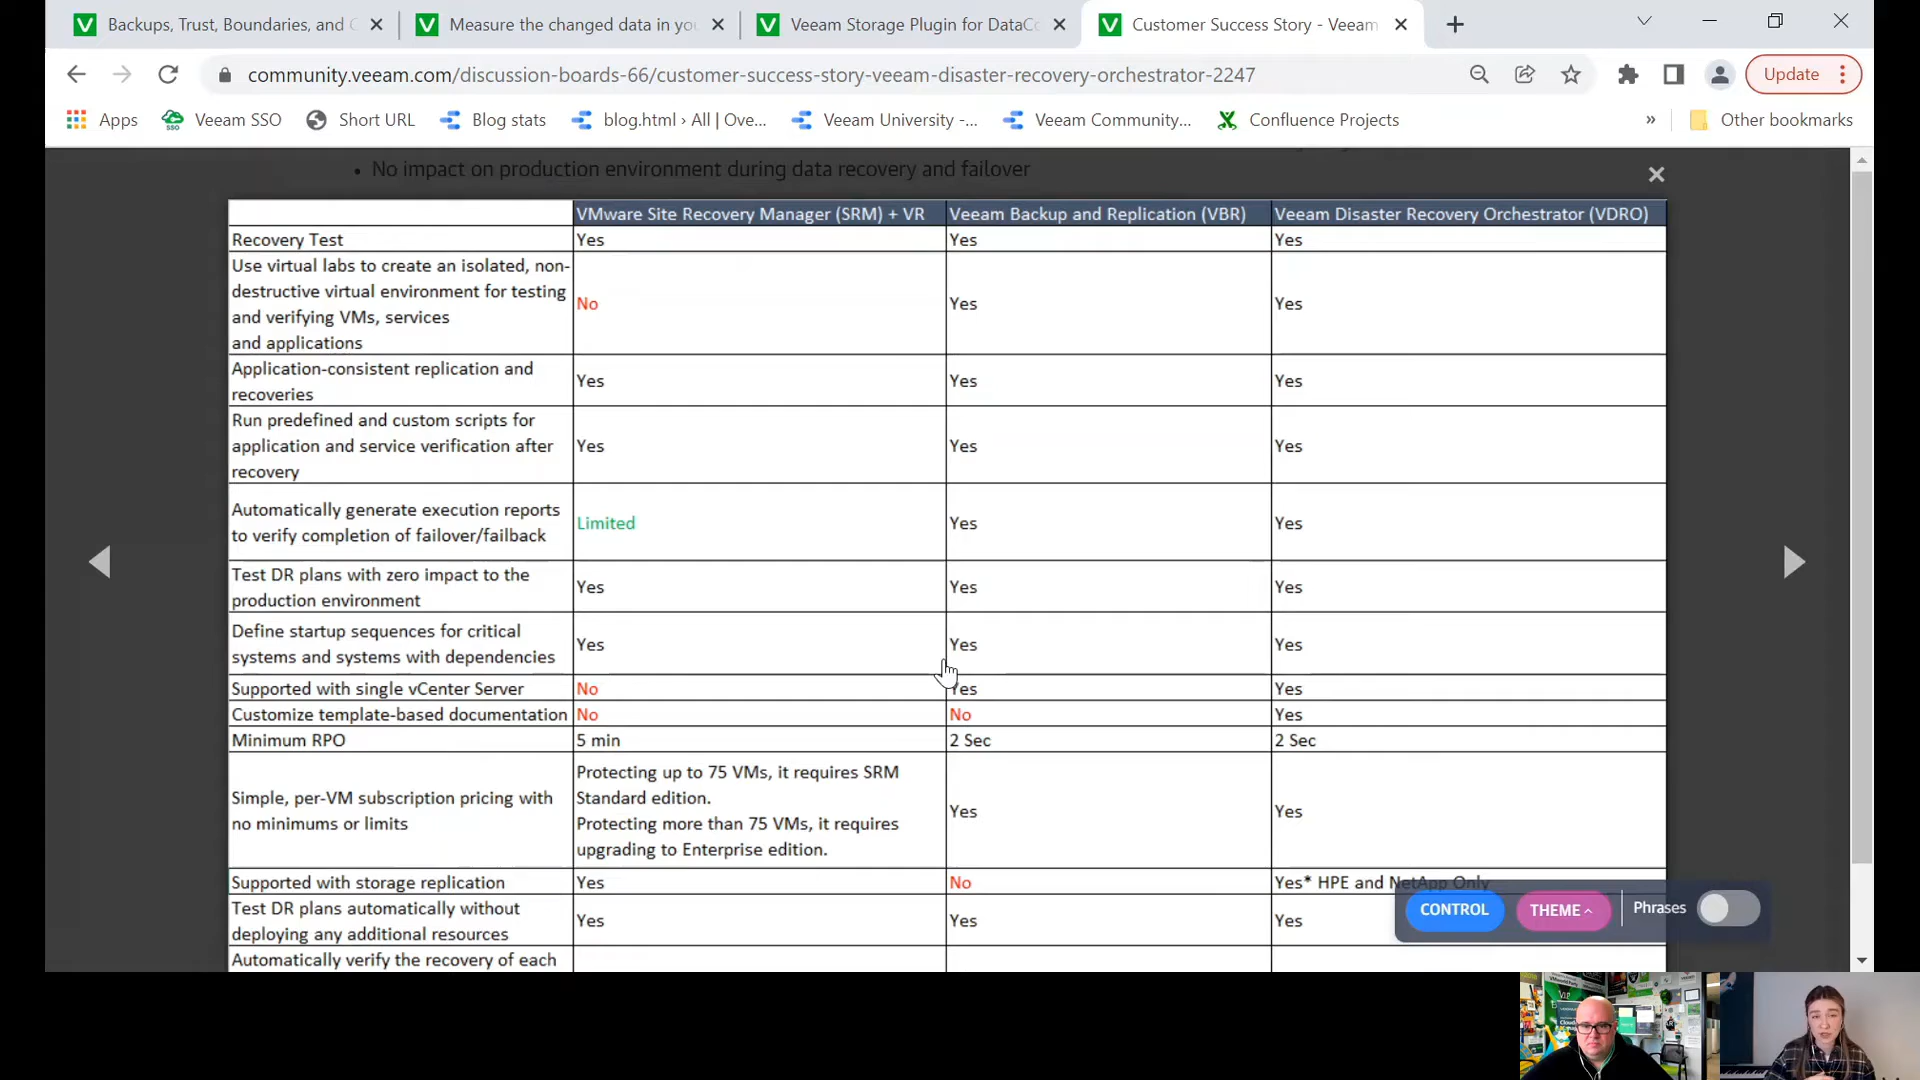 Backups, Trust, Boundaries, and C
Measure the changed data in you
Veeam Storage Plugin for DataCo
Customer Success Story - Veeam
community.veeam.com/discussion-boards-66/customer-success-story-veeam-disaster-recovery-orchestrator-2247
Update
Apps
Veeam SSO
Short URL
Blog stats
blog.html › All | Ove...
Veeam University -...
Veeam Community...
Confluence Projects
»
Other bookmarks
• No impact on production environment during data recovery and failover
VMware Site Recovery Manager (SRM) + VR
Veeam Backup and Replication (VBR)
Veeam Disaster Recovery Orchestrator (VDRO)
Recovery Test
Yes
Yes
Yes
Use virtual labs to create an isolated, non-
destructive virtual environment for testing
and verifying VMs, services
and applications
No
Yes
Yes
Application-consistent replication and
recoveries
Yes
Yes
Yes
Run predefined and custom scripts for
application and service verification after
recovery
Yes
Yes
Yes
Automatically generate execution reports
to verify completion of failover/failback
Limited
Yes
Yes
Test DR plans with zero impact to the
production environment
Yes
Yes
Yes
Define startup sequences for critical
systems and systems with dependencies
Yes
Yes
Yes
Supported with single vCenter Server
No
Yes
Yes
Customize template-based documentation
No
No
Yes
Minimum RPO
5 min
2 Sec
2 Sec
Simple, per-VM subscription pricing with
no minimums or limits
Protecting up to 75 VMs, it requires SRM
Standard edition.
Protecting more than 75 VMs, it requires
upgrading to Enterprise edition.
Yes
Yes
Supported with storage replication
Yes
No
Yes* HPE and NetApp Only
Test DR plans automatically without
deploying any additional resources
Yes
Yes
Yes
Automatically verify the recovery of each
CONTROL
THEME
Phrases